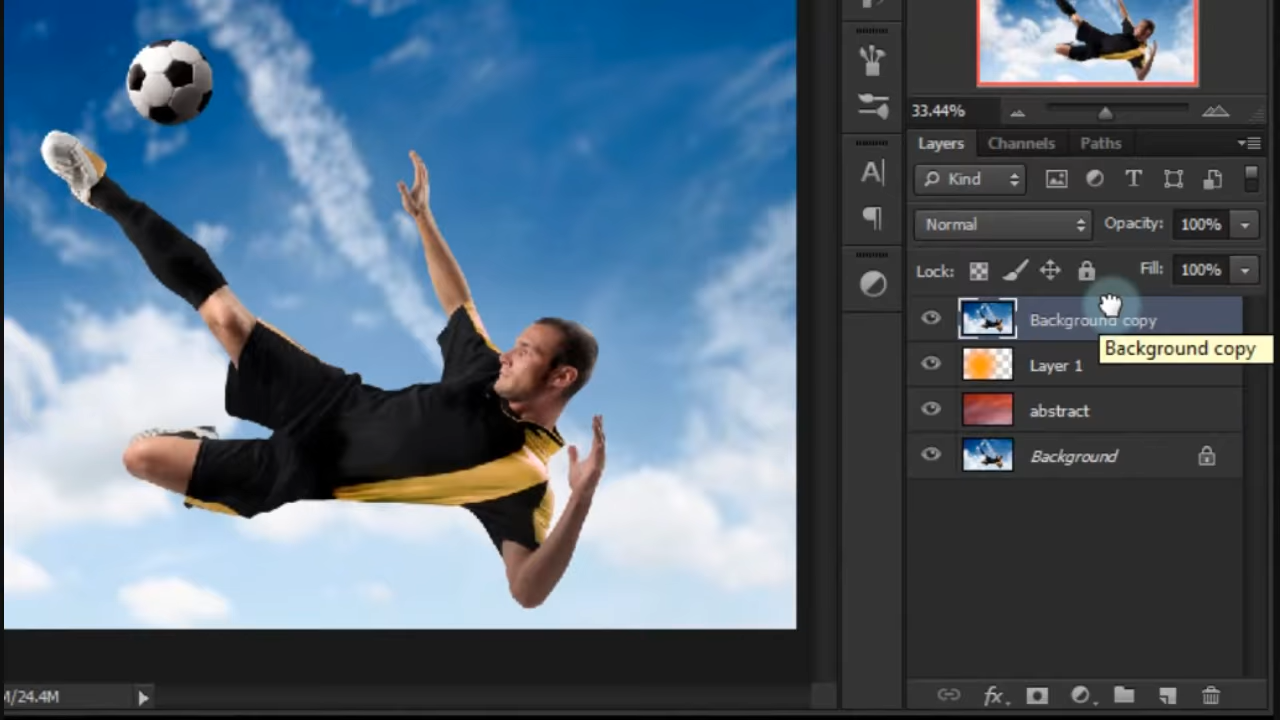 33.44%
Layers Channels Paths
Kind
Normal Opacity: 100%
Lock: Fill: 100%
Background copy
Background copy
Layer 1
abstract
Background
M/24.4M